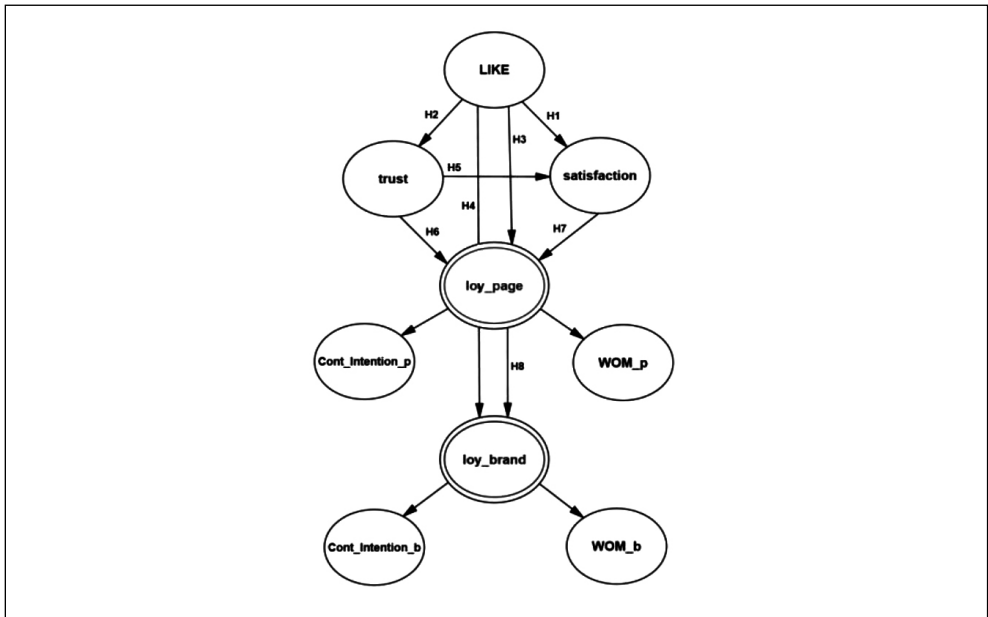 LIKE
H2
H1
H3
trust
H5
satisfaction
H4
H6
H7
loy_page
Cont_Intention_p
WOM_p
H8
loy_brand
Cont_Intention_b
WOM_b